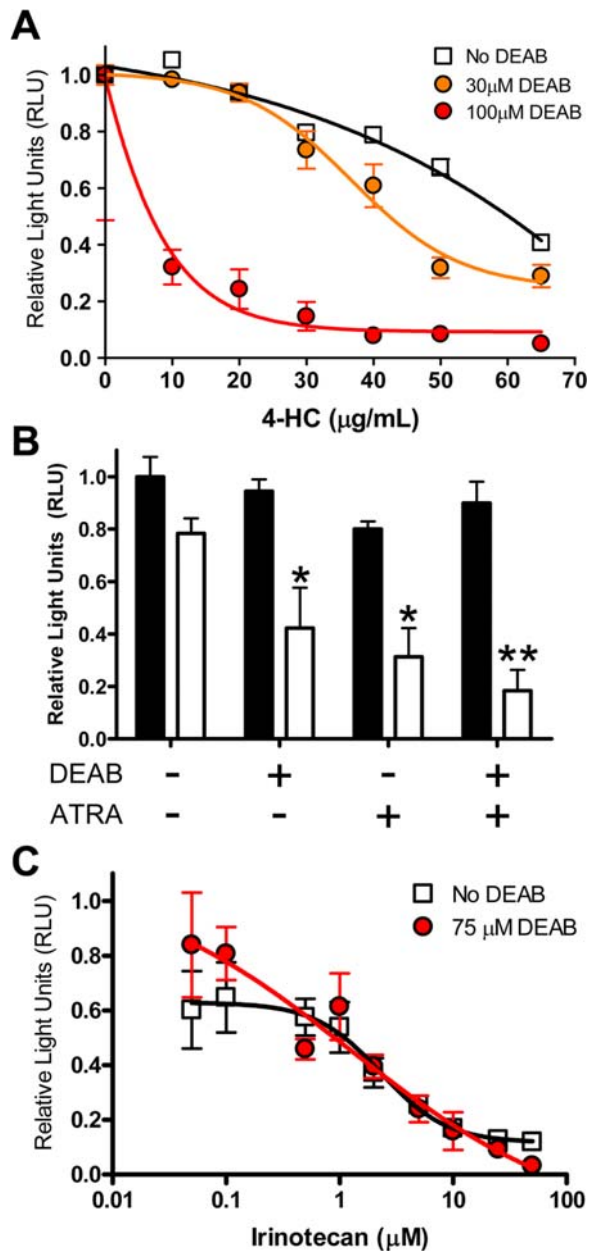 A
No DEAB
30μM DEAB
100μM DEAB
Relative Light Units (RLU)
1.0
0.8
0.6
0.4
0.2
0.0
0 10 20 30 40 50 60 70
4-HC (μg/mL)
B
Relative Light Units (RLU)
1.0
0.8
0.6
0.4
0.2
0.0
* * **
DEAB - + - +
ATRA - - + +
C
No DEAB
75 μM DEAB
Relative Light Units (RLU)
1.0
0.8
0.6
0.4
0.2
0.0
0.01 0.1 1 10 100
Irinotecan (μM)